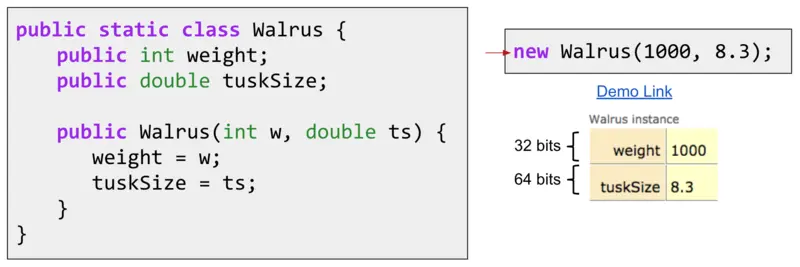 public static class Walrus {
public int weight;
public double tuskSize;
public Walrus(int w, double ts) {
weight = w;
tuskSize = ts;
}
}
new Walrus(1000, 8.3);
Demo Link
Walrus instance
32 bits
weight 1000
64 bits
tuskSize 8.3